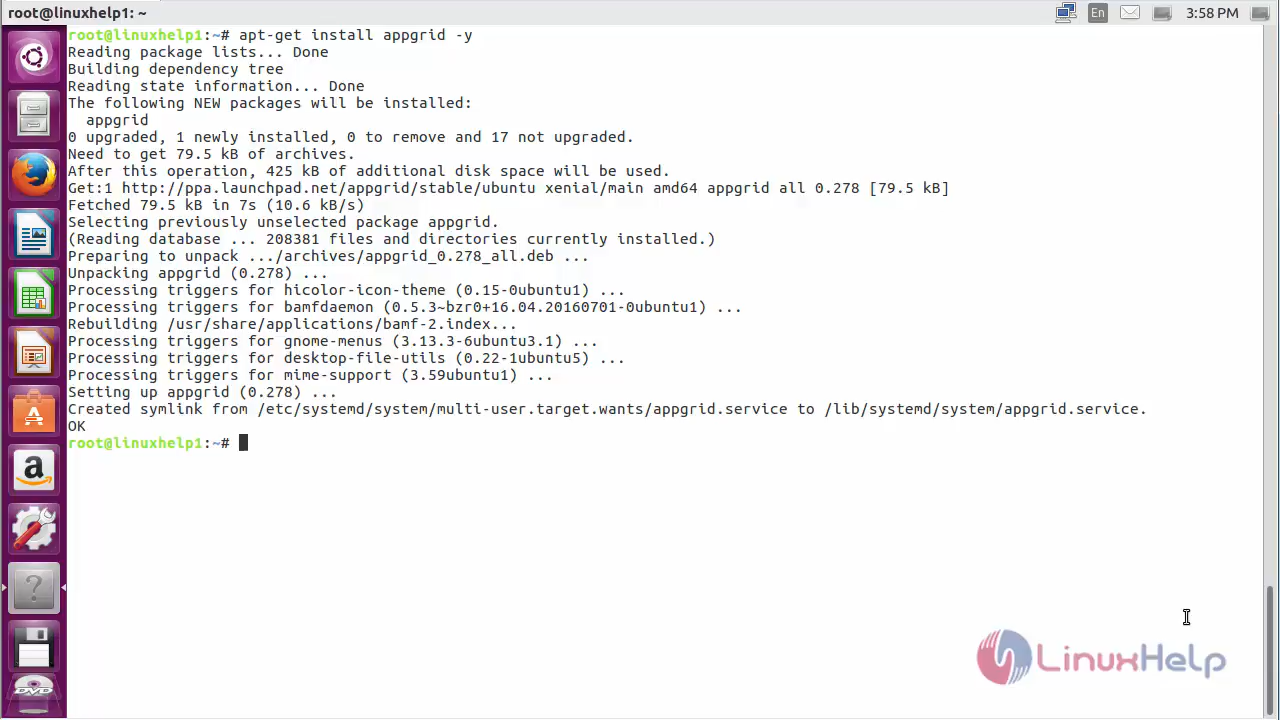 root@linuxhelp1: ~
En
3:58 PM
root@linuxhelp1:~# apt-get install appgrid -y
Reading package lists... Done
Building dependency tree
Reading state information... Done
The following NEW packages will be installed:
  appgrid
0 upgraded, 1 newly installed, 0 to remove and 17 not upgraded.
Need to get 79.5 kB of archives.
After this operation, 425 kB of additional disk space will be used.
Get:1 http://ppa.launchpad.net/appgrid/stable/ubuntu xenial/main amd64 appgrid all 0.278 [79.5 kB]
Fetched 79.5 kB in 7s (10.6 kB/s)
Selecting previously unselected package appgrid.
(Reading database ... 208381 files and directories currently installed.)
Preparing to unpack .../archives/appgrid_0.278_all.deb ...
Unpacking appgrid (0.278) ...
Processing triggers for hicolor-icon-theme (0.15-0ubuntu1) ...
Processing triggers for bamfdaemon (0.5.3~bzr0+16.04.20160701-0ubuntu1) ...
Rebuilding /usr/share/applications/bamf-2.index...
Processing triggers for gnome-menus (3.13.3-6ubuntu3.1) ...
Processing triggers for desktop-file-utils (0.22-1ubuntu5) ...
Processing triggers for mime-support (3.59ubuntu1) ...
Setting up appgrid (0.278) ...
Created symlink from /etc/systemd/system/multi-user.target.wants/appgrid.service to /lib/systemd/system/appgrid.service.
OK
root@linuxhelp1:~#
a
?
DVD
LinuxHelp